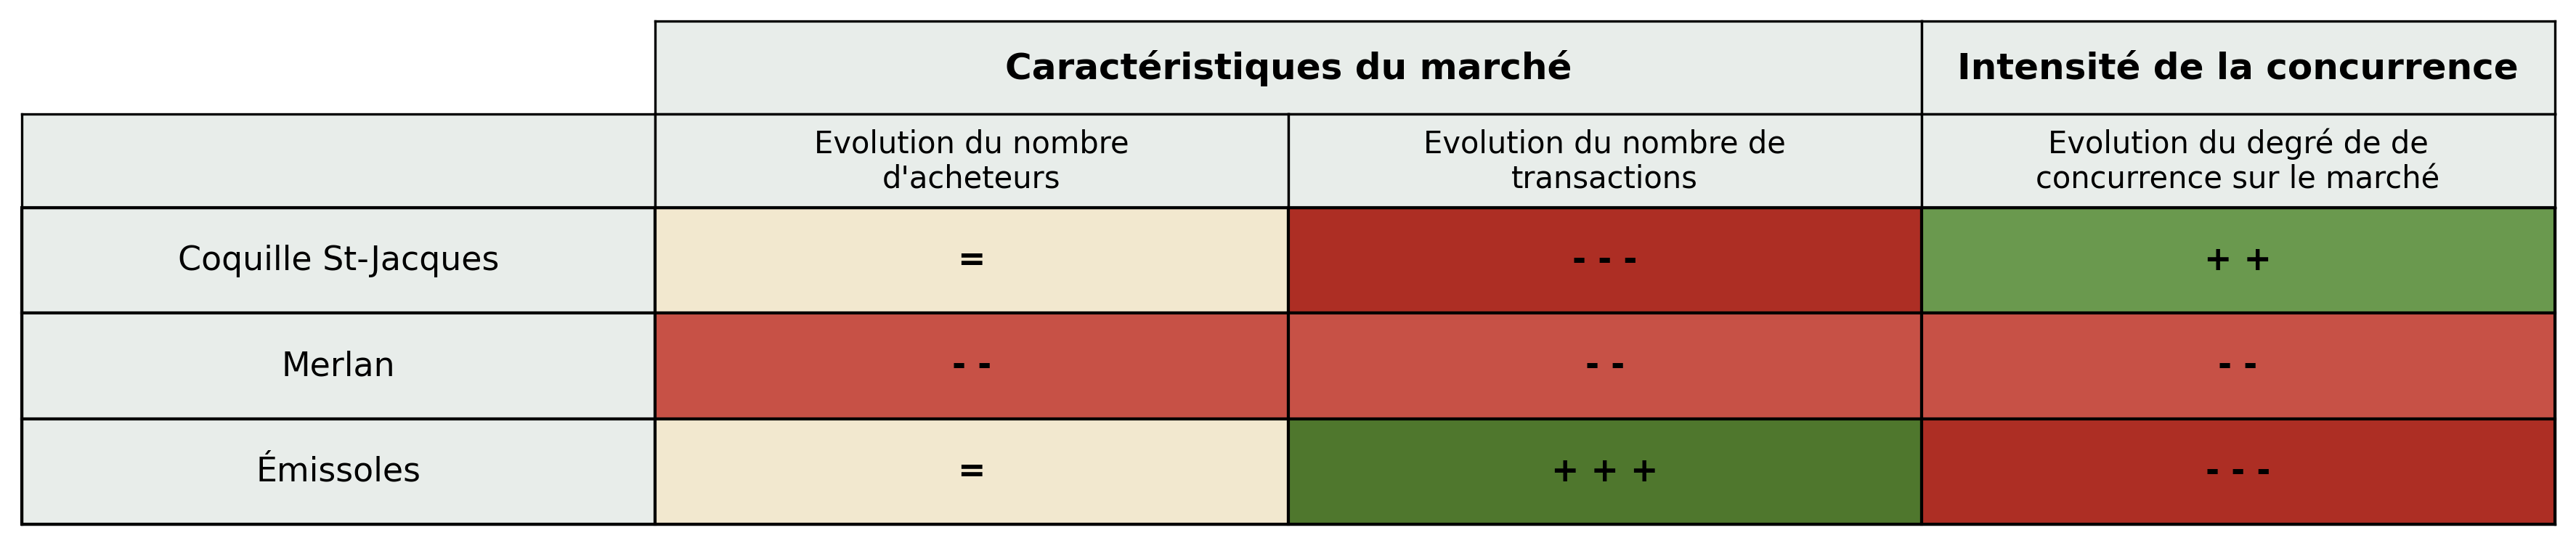 Caractéristiques du marché
Intensité de la concurrence
Evolution du nombre
d'acheteurs
Evolution du nombre de
transactions
Evolution du degré de de
concurrence sur le marché
Coquille St-Jacques
=
- - -
+ +
Merlan
- -
- -
- -
Émissoles
=
+ + +
- - -